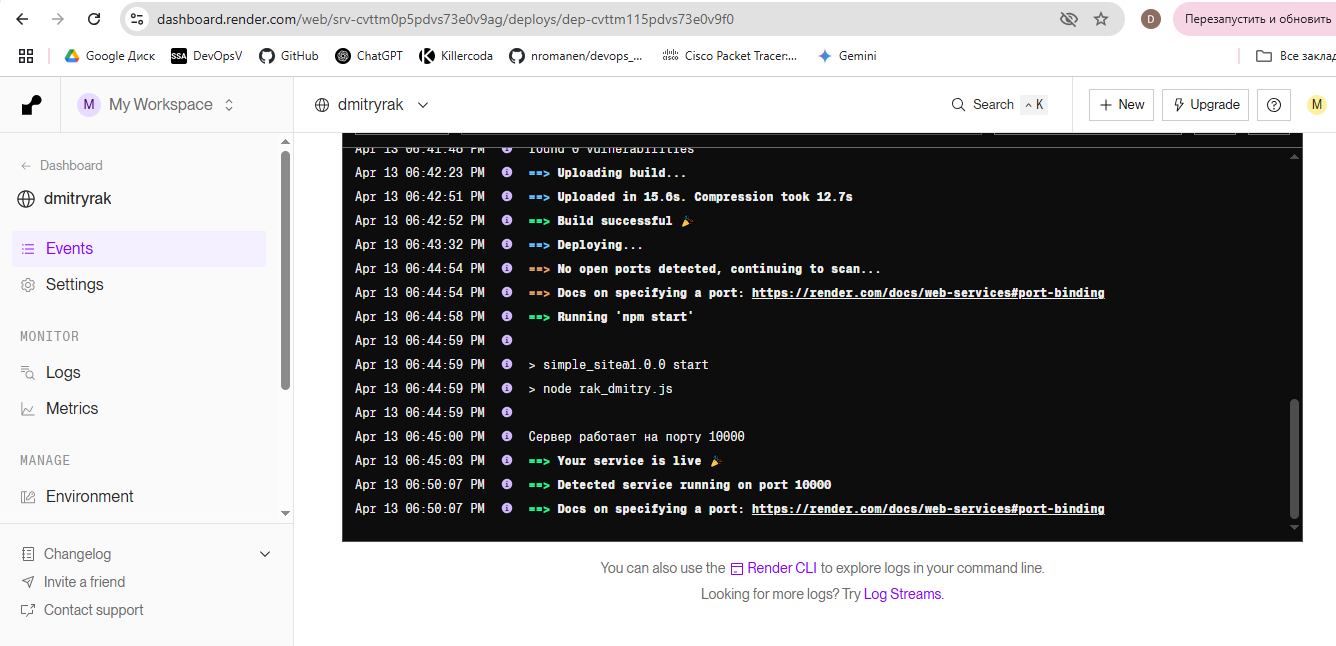 dashboard.render.com/web/srv-cvttm0p5pdvs73e0v9ag/deploys/dep-cvttm115pdvs73e0v9f0
D
Перезапустить и обновить
Google Диск
SSA DevOpsV
GitHub
ChatGPT
Killercoda
nromanen/devops_...
CISCO Cisco Packet Tracer:...
Gemini
Все заклад
M My Workspace
dmitryrak
Search K
+ New
Upgrade
M
← Dashboard
dmitryrak
Events
Settings
MONITOR
Logs
Metrics
MANAGE
Environment
Changelog
Invite a friend
Contact support
Apr 13 06:41:48 PM found 0 vulnerabilities
Apr 13 06:42:23 PM ==> Uploading build...
Apr 13 06:42:51 PM ==> Uploaded in 15.6s. Compression took 12.7s
Apr 13 06:42:52 PM ==> Build successful 🎉
Apr 13 06:43:32 PM ==> Deploying...
Apr 13 06:44:54 PM ==> No open ports detected, continuing to scan...
Apr 13 06:44:54 PM ==> Docs on specifying a port: https://render.com/docs/web-services#port-binding
Apr 13 06:44:58 PM ==> Running 'npm start'
Apr 13 06:44:59 PM
Apr 13 06:44:59 PM > simple_site@1.0.0 start
Apr 13 06:44:59 PM > node rak_dmitry.js
Apr 13 06:44:59 PM
Apr 13 06:45:00 PM Сервер работает на порту 10000
Apr 13 06:45:03 PM ==> Your service is live 🎉
Apr 13 06:50:07 PM ==> Detected service running on port 10000
Apr 13 06:50:07 PM ==> Docs on specifying a port: https://render.com/docs/web-services#port-binding
You can also use the Render CLI to explore logs in your command line.
Looking for more logs? Try Log Streams.